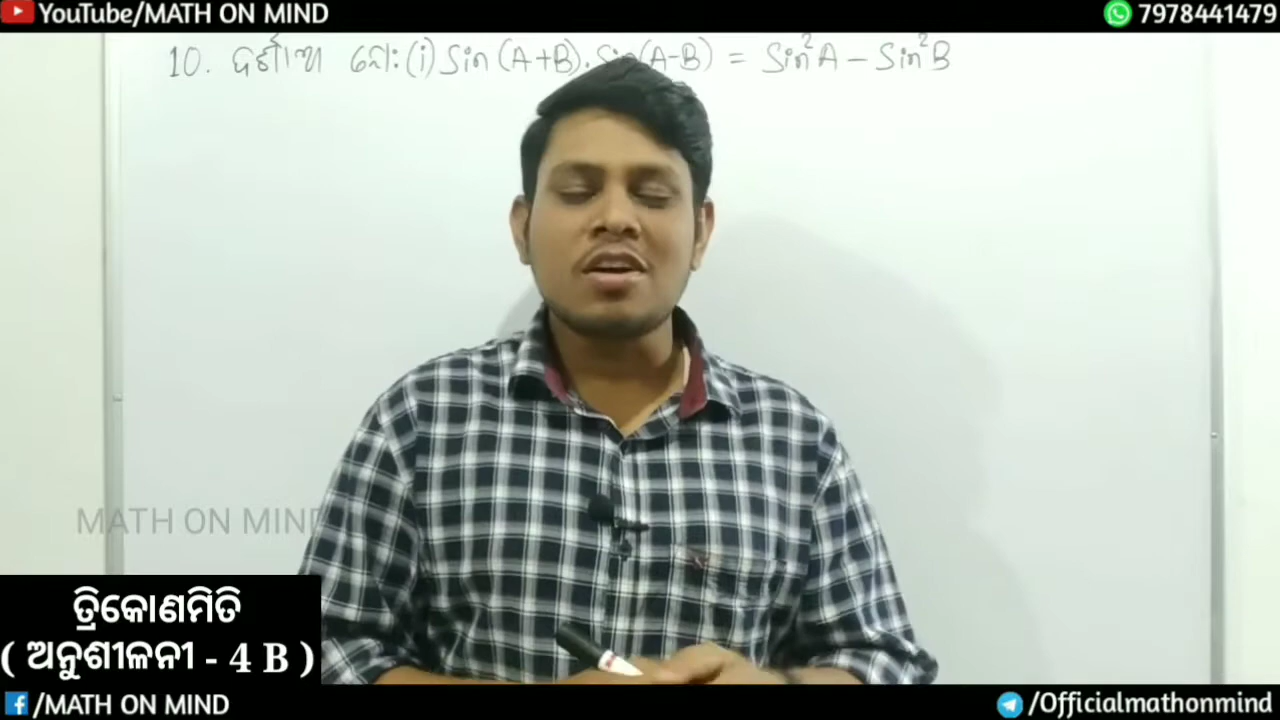 YouTube/MATH ON MIND
7978441479
10. ଦର୍ଶାଅ ଯେ: (i) Sin (A+B). Sin(A-B) = Sin²A - Sin²B
MATH ON MIND
ତ୍ରିକୋଣମିତି
( ଅନୁଶୀଳନୀ - 4 B )
/MATH ON MIND
/Officialmathonmind